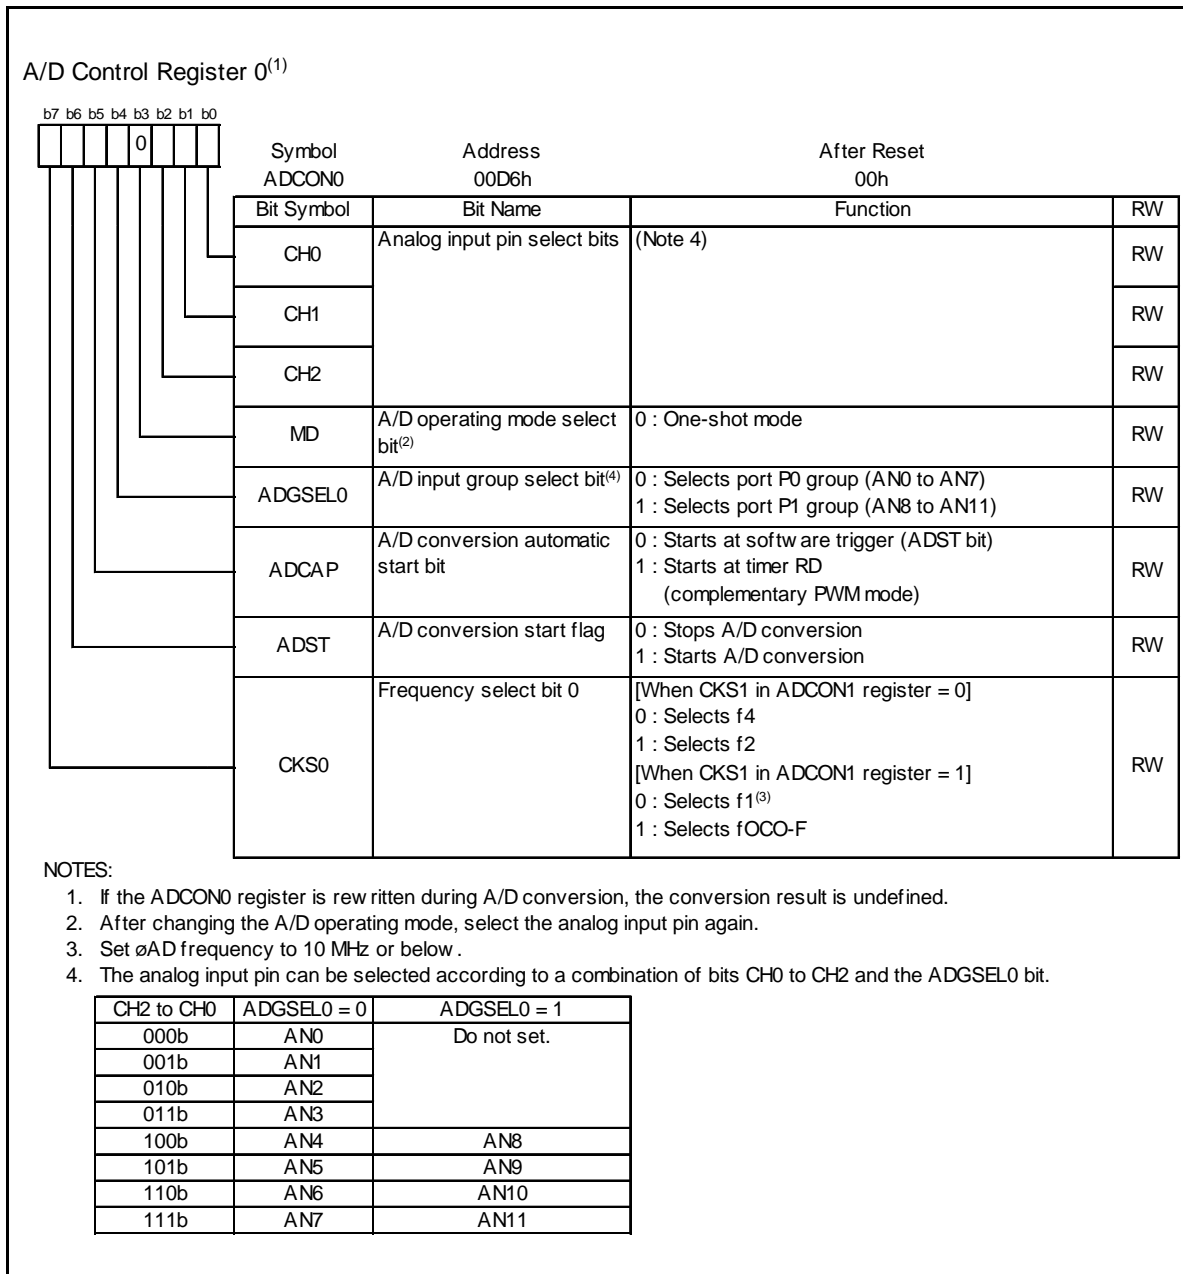 A/D Control Register 0(1)
b7 b6 b5 b4 b3 b2 b1 b0
0
Symbol Address After Reset
ADCON0 00D6h 00h
Bit Symbol Bit Name Function RW
CH0 Analog input pin select bits (Note 4) RW
CH1 RW
CH2 RW
MD A/D operating mode select bit(2) 0 : One-shot mode RW
ADGSEL0 A/D input group select bit(4) 0 : Selects port P0 group (AN0 to AN7)
1 : Selects port P1 group (AN8 to AN11) RW
ADCAP A/D conversion automatic start bit 0 : Starts at software trigger (ADST bit)
1 : Starts at timer RD
(complementary PWM mode) RW
ADST A/D conversion start flag 0 : Stops A/D conversion
1 : Starts A/D conversion RW
CKS0 Frequency select bit 0 [When CKS1 in ADCON1 register = 0]
0 : Selects f4
1 : Selects f2
[When CKS1 in ADCON1 register = 1]
0 : Selects f1(3)
1 : Selects fOCO-F RW
NOTES:
1. If the ADCON0 register is rewritten during A/D conversion, the conversion result is undefined.
2. After changing the A/D operating mode, select the analog input pin again.
3. Set øAD frequency to 10 MHz or below.
4. The analog input pin can be selected according to a combination of bits CH0 to CH2 and the ADGSEL0 bit.
CH2 to CH0 ADGSEL0 = 0 ADGSEL0 = 1
000b AN0 Do not set.
001b AN1
010b AN2
011b AN3
100b AN4 AN8
101b AN5 AN9
110b AN6 AN10
111b AN7 AN11